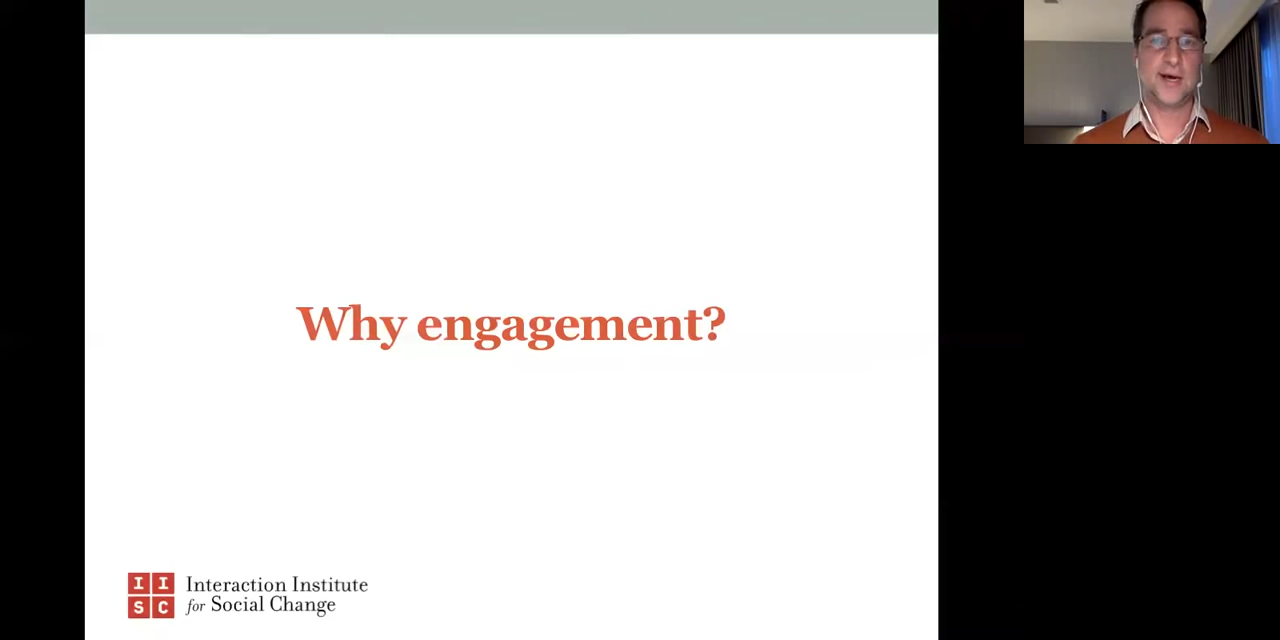 Why engagement?
I I
S C
Interaction Institute
for Social Change